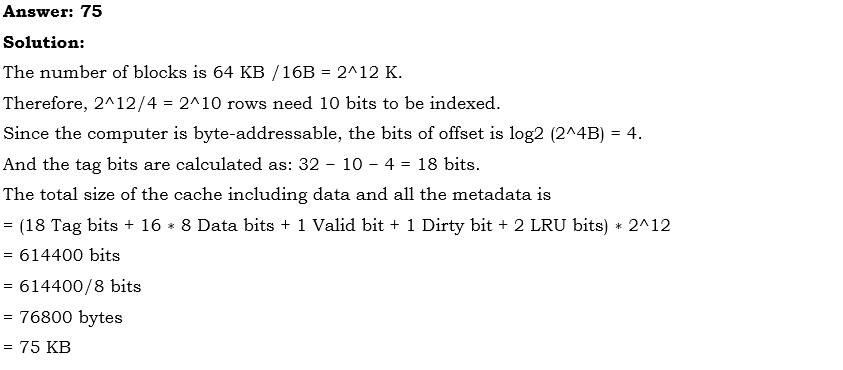 Answer: 75
Solution:
The number of blocks is 64 KB /16B = 2^12 K.
Therefore, 2^12/4 = 2^10 rows need 10 bits to be indexed.
Since the computer is byte-addressable, the bits of offset is log2 (2^4B) = 4.
And the tag bits are calculated as: 32 − 10 − 4 = 18 bits.
The total size of the cache including data and all the metadata is
= (18 Tag bits + 16 * 8 Data bits + 1 Valid bit + 1 Dirty bit + 2 LRU bits) * 2^12
= 614400 bits
= 614400/8 bits
= 76800 bytes
= 75 KB